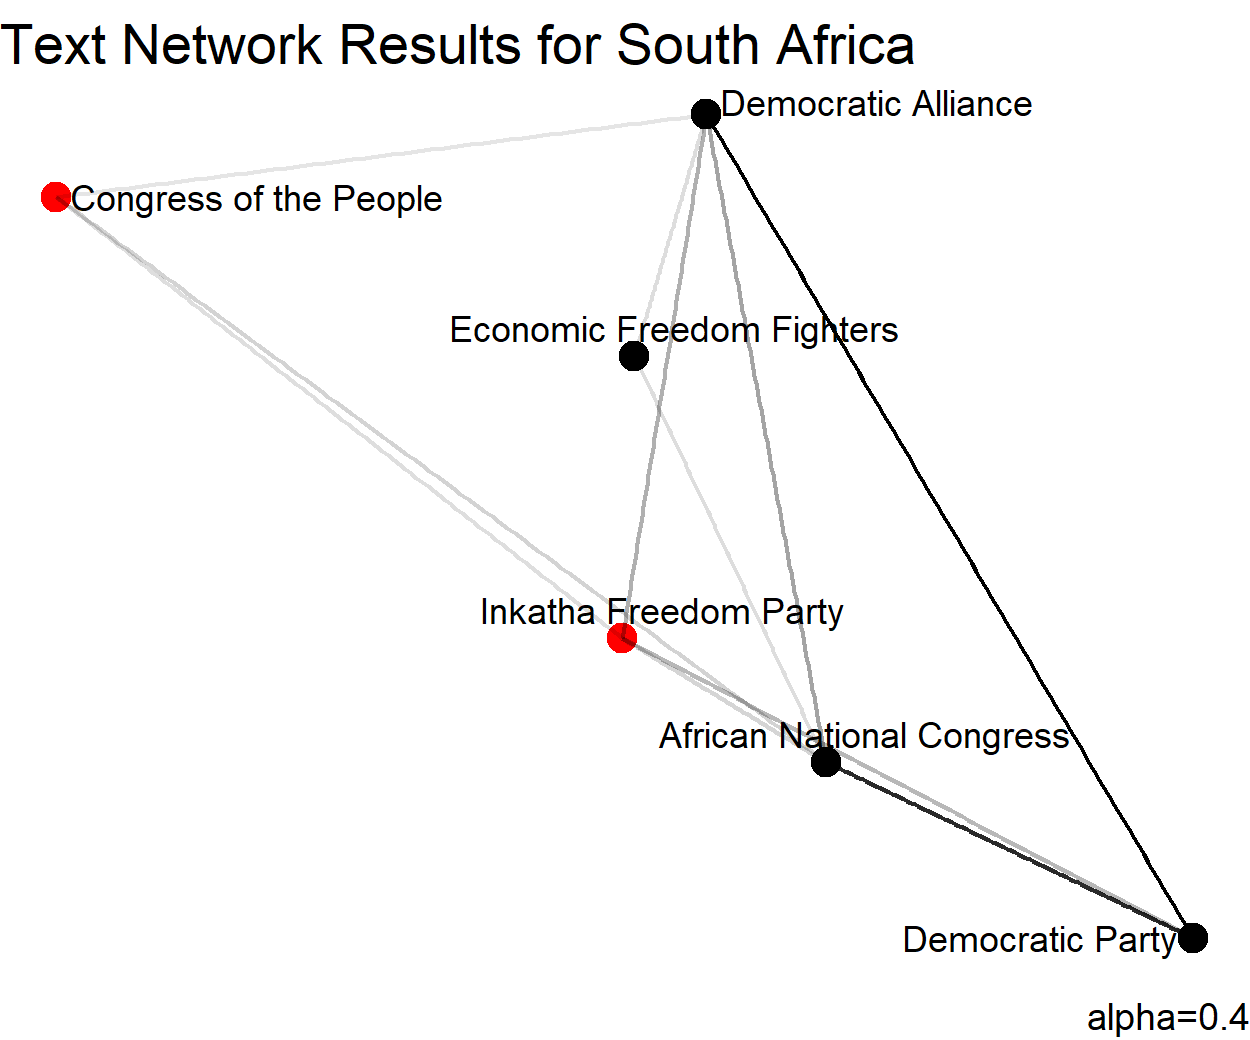 Text Network Results for South Africa
Democratic Alliance
Congress of the People
Economic Freedom Fighters
Inkatha Freedom Party
African National Congress
Democratic Party
alpha=0.4